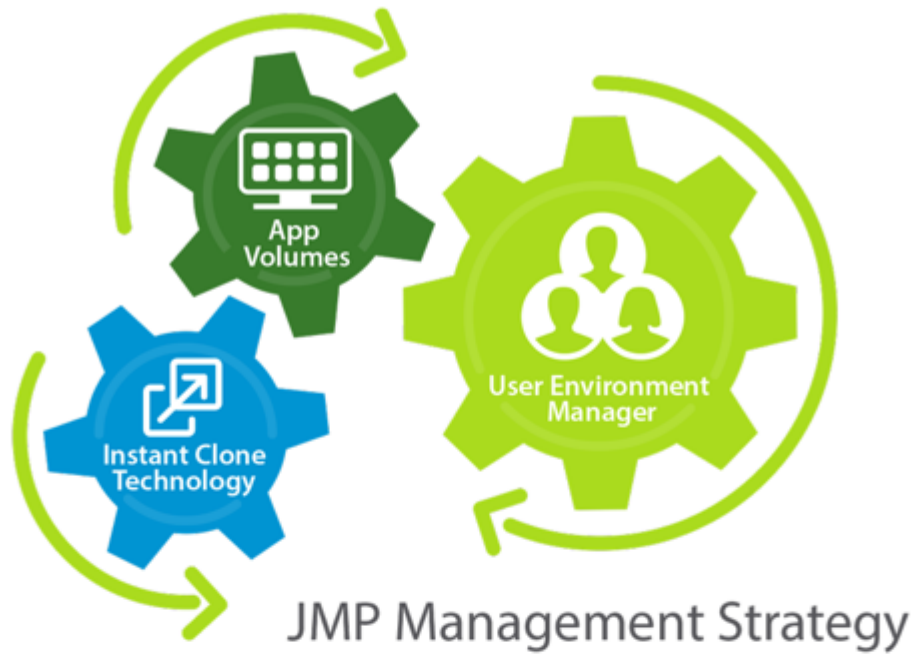 App
Volumes
User Environment
Manager
Instant Clone
Technology
JMP Management Strategy